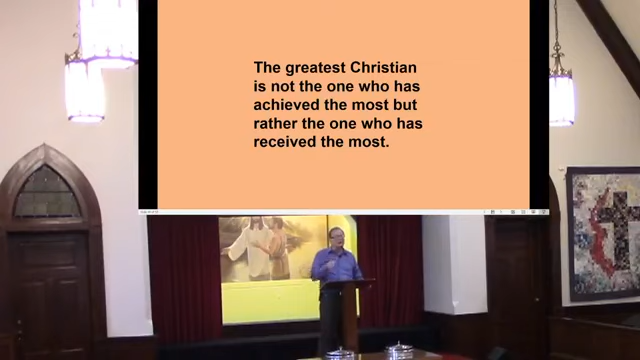 The greatest Christian
is not the one who has
achieved the most but
rather the one who has
received the most.